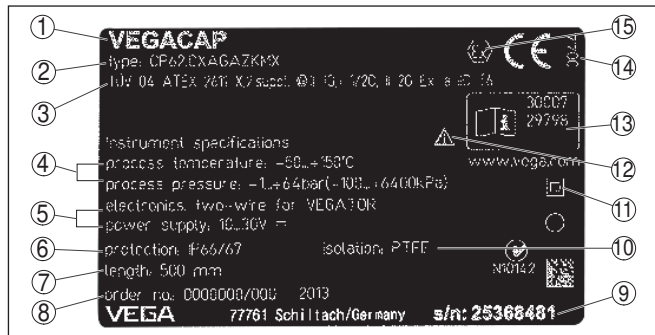 ① VEGACAP ⑮
② type: CP62.CXAGAZKMX 0044 ⑭
③ TÜV 04 ATEX
30007
29798 ⑬
Instrument specifications ⑫
④ process temperature: -50...+150°C www.vega.com
process pressure: -1...+64bar(-100...+6400kPa)
⑤ electronics: two-wire for VEGATOR ⑪
power supply: 10...30V
⑥ protection: IP66/67 isolation: PTFE ⑩
⑦ length: 500 mm N10142
⑧ order no.: 0000000/000 2013
VEGA 77761 Schiltach/Germany s/n: 25368481 ⑨